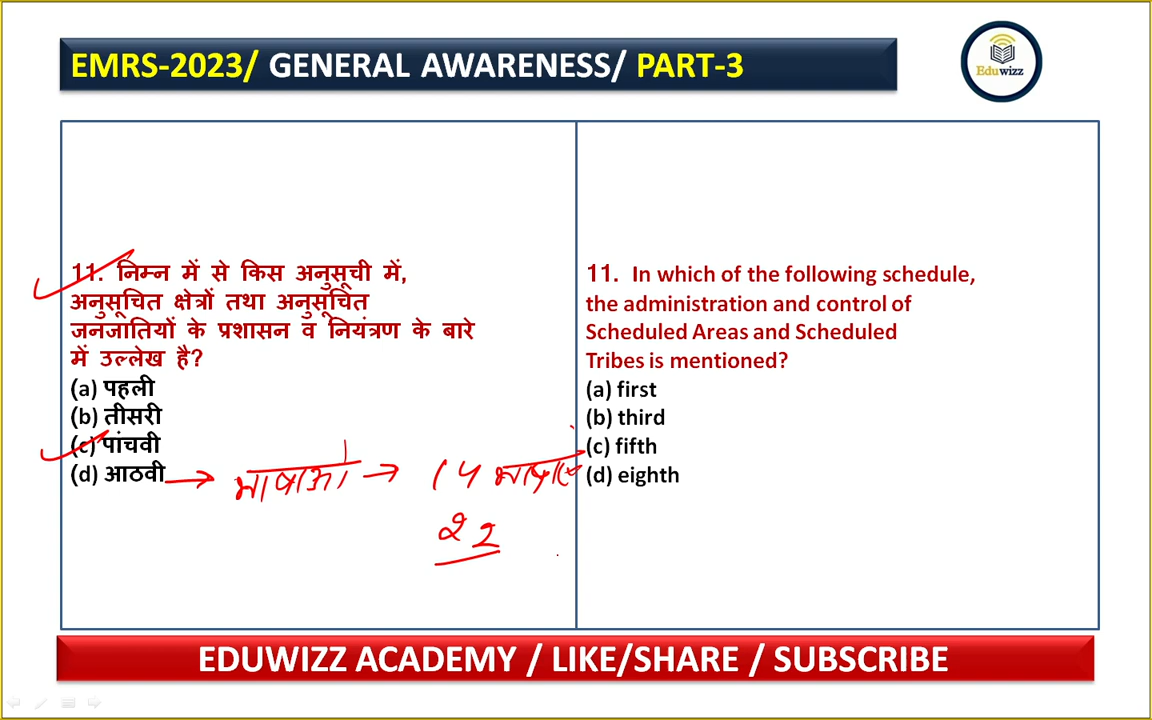 EMRS-2023/ GENERAL AWARENESS/ PART-3
Eduwizz
11. निम्न में से किस अनुसूची में,
अनुसूचित क्षेत्रों तथा अनुसूचित
जनजातियों के प्रशासन व नियंत्रण के बारे
में उल्लेख है?
(a) पहली
(b) तीसरी
(c) पांचवी
(d) आठवी → भाषाओं → 14 भाषाएं
22
11. In which of the following schedule,
the administration and control of
Scheduled Areas and Scheduled
Tribes is mentioned?
(a) first
(b) third
(c) fifth
(d) eighth
EDUWIZZ ACADEMY / LIKE/SHARE / SUBSCRIBE